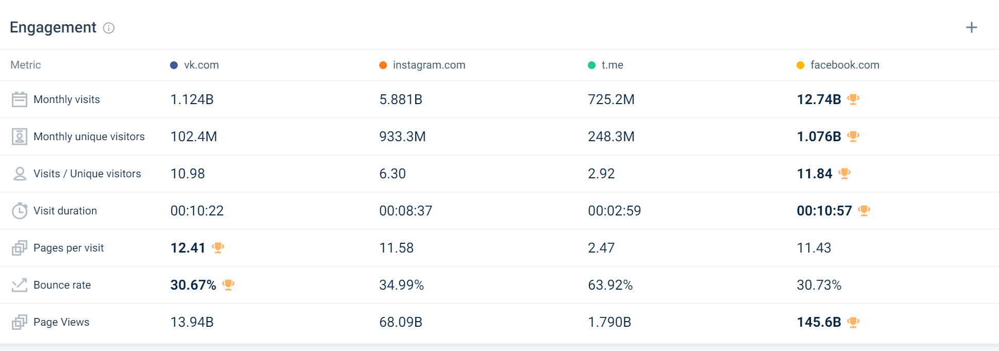 Engagement
Metric vk.com instagram.com t.me facebook.com
Monthly visits 1.124B 5.881B 725.2M 12.74B
Monthly unique visitors 102.4M 933.3M 248.3M 1.076B
Visits / Unique visitors 10.98 6.30 2.92 11.84
Visit duration 00:10:22 00:08:37 00:02:59 00:10:57
Pages per visit 12.41 11.58 2.47 11.43
Bounce rate 30.67% 34.99% 63.92% 30.73%
Page Views 13.94B 68.09B 1.790B 145.6B